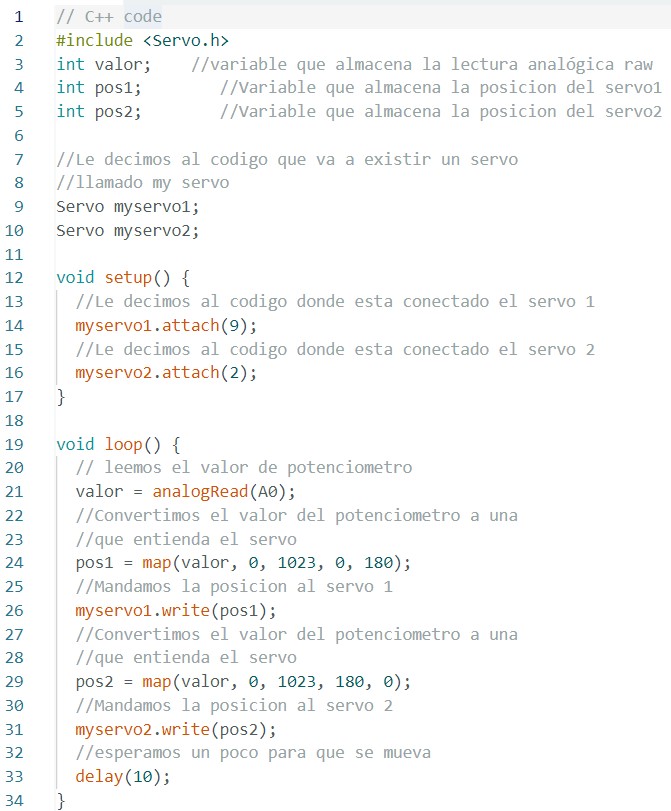 1 // C++ code
2 #include <Servo.h>
3 int valor;    //variable que almacena la lectura analógica raw
4 int pos1;        //Variable que almacena la posicion del servo1
5 int pos2;        //Variable que almacena la posicion del servo2
6
7 //Le decimos al codigo que va a existir un servo
8 //llamado my servo
9 Servo myservo1;
10 Servo myservo2;
11
12 void setup() {
13   //Le decimos al codigo donde esta conectado el servo 1
14   myservo1.attach(9);
15   //Le decimos al codigo donde esta conectado el servo 2
16   myservo2.attach(2);
17 }
18
19 void loop() {
20   // leemos el valor de potenciometro
21   valor = analogRead(A0);
22   //Convertimos el valor del potenciometro a una
23   //que entienda el servo
24   pos1 = map(valor, 0, 1023, 0, 180);
25   //Mandamos la posicion al servo 1
26   myservo1.write(pos1);
27   //Convertimos el valor del potenciometro a una
28   //que entienda el servo
29   pos2 = map(valor, 0, 1023, 180, 0);
30   //Mandamos la posicion al servo 2
31   myservo2.write(pos2);
32   //esperamos un poco para que se mueva
33   delay(10);
34 }